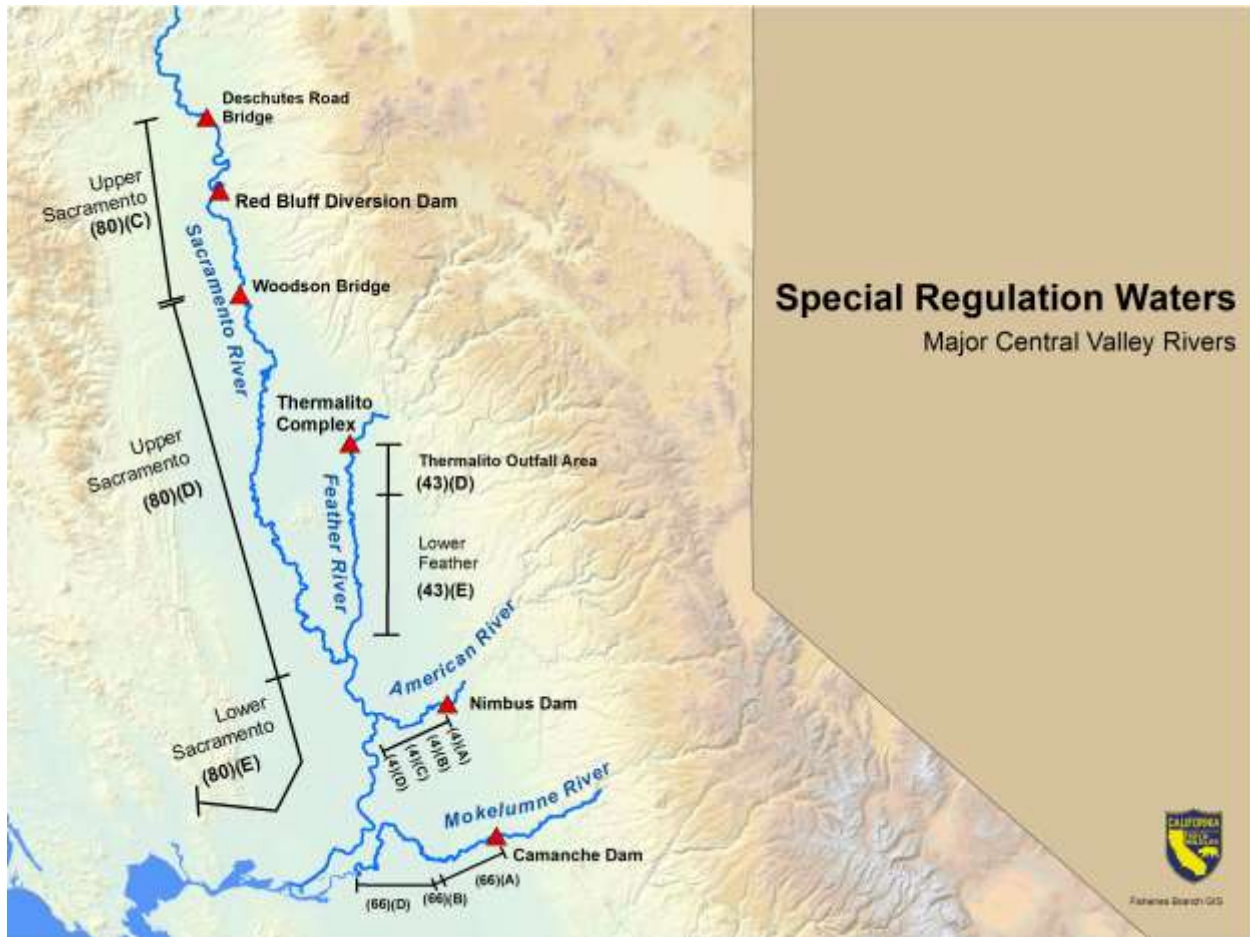 Deschutes Road
Bridge
Upper
Sacramento
(80)(C)
Red Bluff Diversion Dam
Sacramento River
Woodson Bridge
Special Regulation Waters
Major Central Valley Rivers
Thermalito
Complex
Upper
Sacramento
(80)(D)
Thermalito Outfall Area
(43)(D)
Feather River
Lower
Feather
(43)(E)
American River
Lower
Sacramento
(80)(E)
Nimbus Dam
(4)(A)
(4)(B)
(4)(C)
(4)(D)
Mokelumne River
Camanche Dam
(66)(A)
(66)(B)
(66)(D)
CALIFORNIA
Fisheries Branch GIS